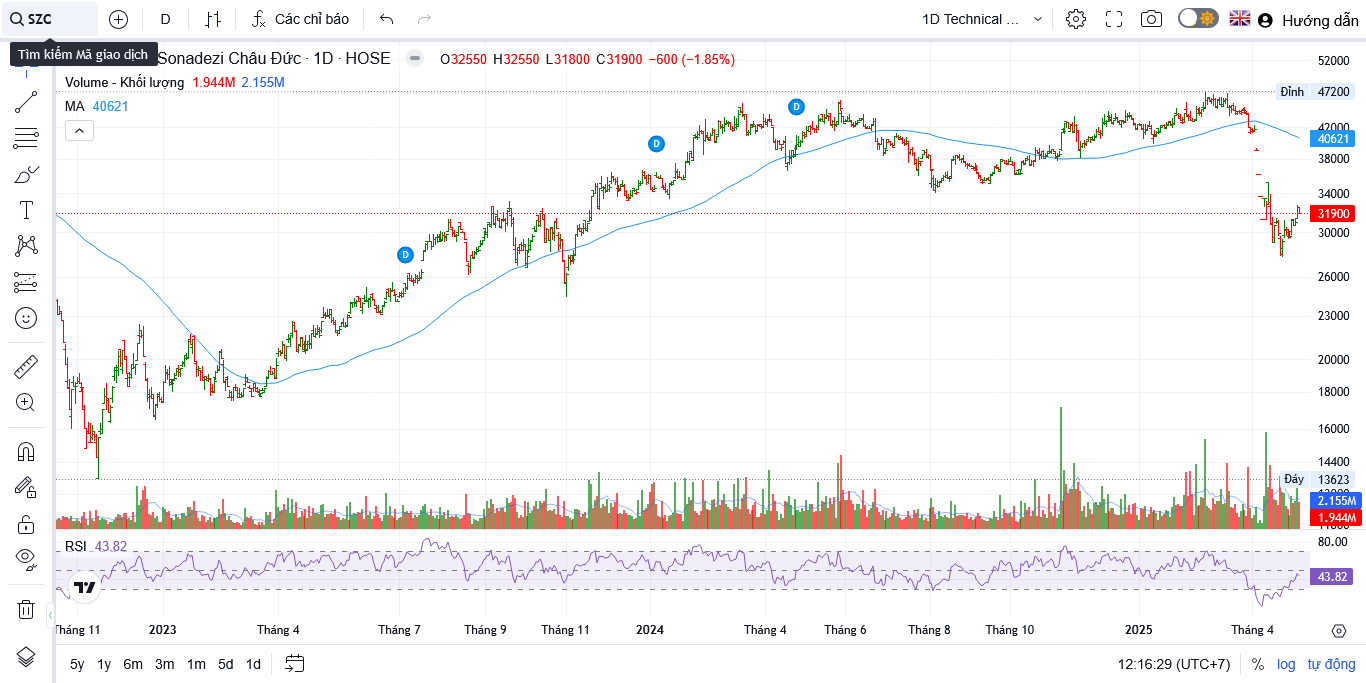 SZC D Các chỉ báo 1D Technical ... Hướng dẫn
Tìm kiếm Mã giao dịch
Sonadezi Châu Đức · 1D · HOSE O32550 H32550 L31800 C31900 −600 (−1.85%)
Volume - Khối lượng 1.944M 2.155M
MA 40621
52000
Đỉnh 47200
42000
40621
38000
34000
31900
30000
26000
23000
20000
18000
16000
14400
Đáy 13623
2.155M
1.944M
D
D
D
RSI 43.82
80.00
43.82
Tháng 11 2023 Tháng 4 Tháng 7 Tháng 9 Tháng 11 2024 Tháng 4 Tháng 6 Tháng 8 Tháng 10 2025 Tháng 4
5y 1y 6m 3m 1m 5d 1d 12:16:29 (UTC+7) % log tự động